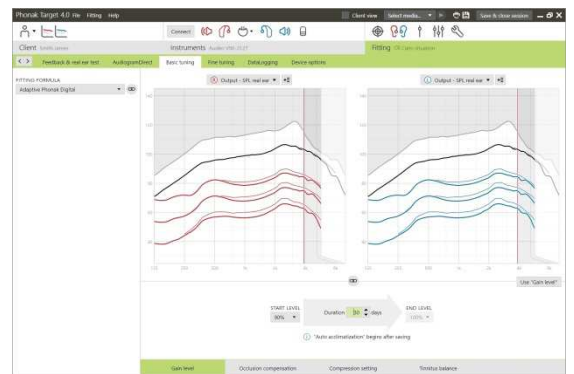 Phonak Target 4.0 File Fitting Help
Client view Select media... Save & close session
Connect
Client Instruments Fitting
Feedback & real ear test AudiogramDirect Basic tuning Fine tuning DataLogging Device options
FITTING FORMULA
Adaptive Phonak Digital
Output - SPL real ear
Output - SPL real ear
Use "Gain level"
START LEVEL
90%
Duration 30 days
END LEVEL
100%
"Auto acclimatization" begins after saving
Gain level Occlusion compensation Compression setting Tinnitus balance